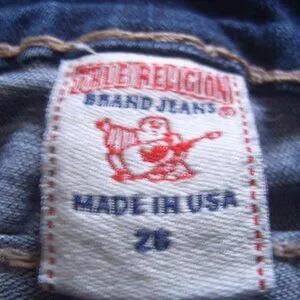 TRUE RELIGION
BRAND JEANS ®
MADE IN USA
26